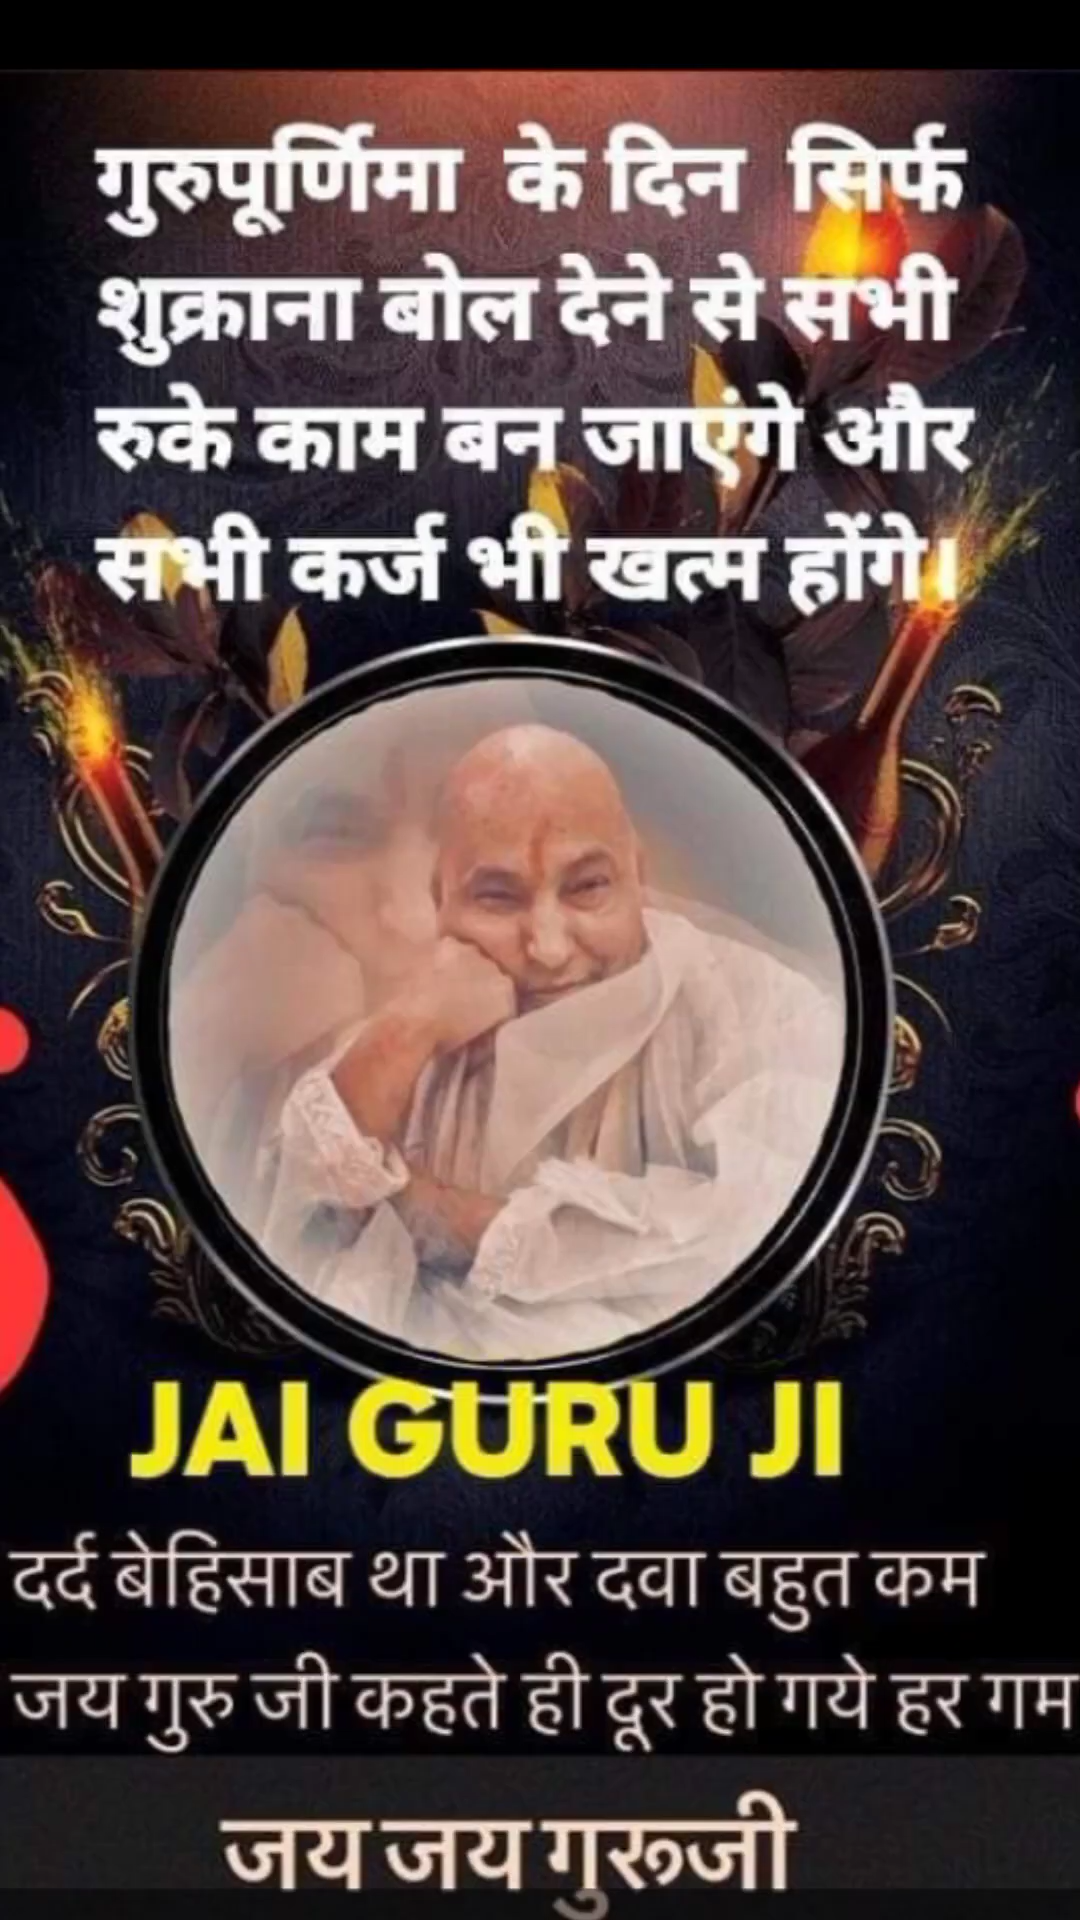 गुरुपूर्णिमा के दिन सिर्फ
शुक्राना बोल देने से सभी
रुके काम बन जाएंगे और
सभी कर्ज भी खत्म होंगे।
JAI GURU JI
दर्द बेहिसाब था और दवा बहुत कम
जय गुरु जी कहते ही दूर हो गये हर गम
जय जय गुरूजी